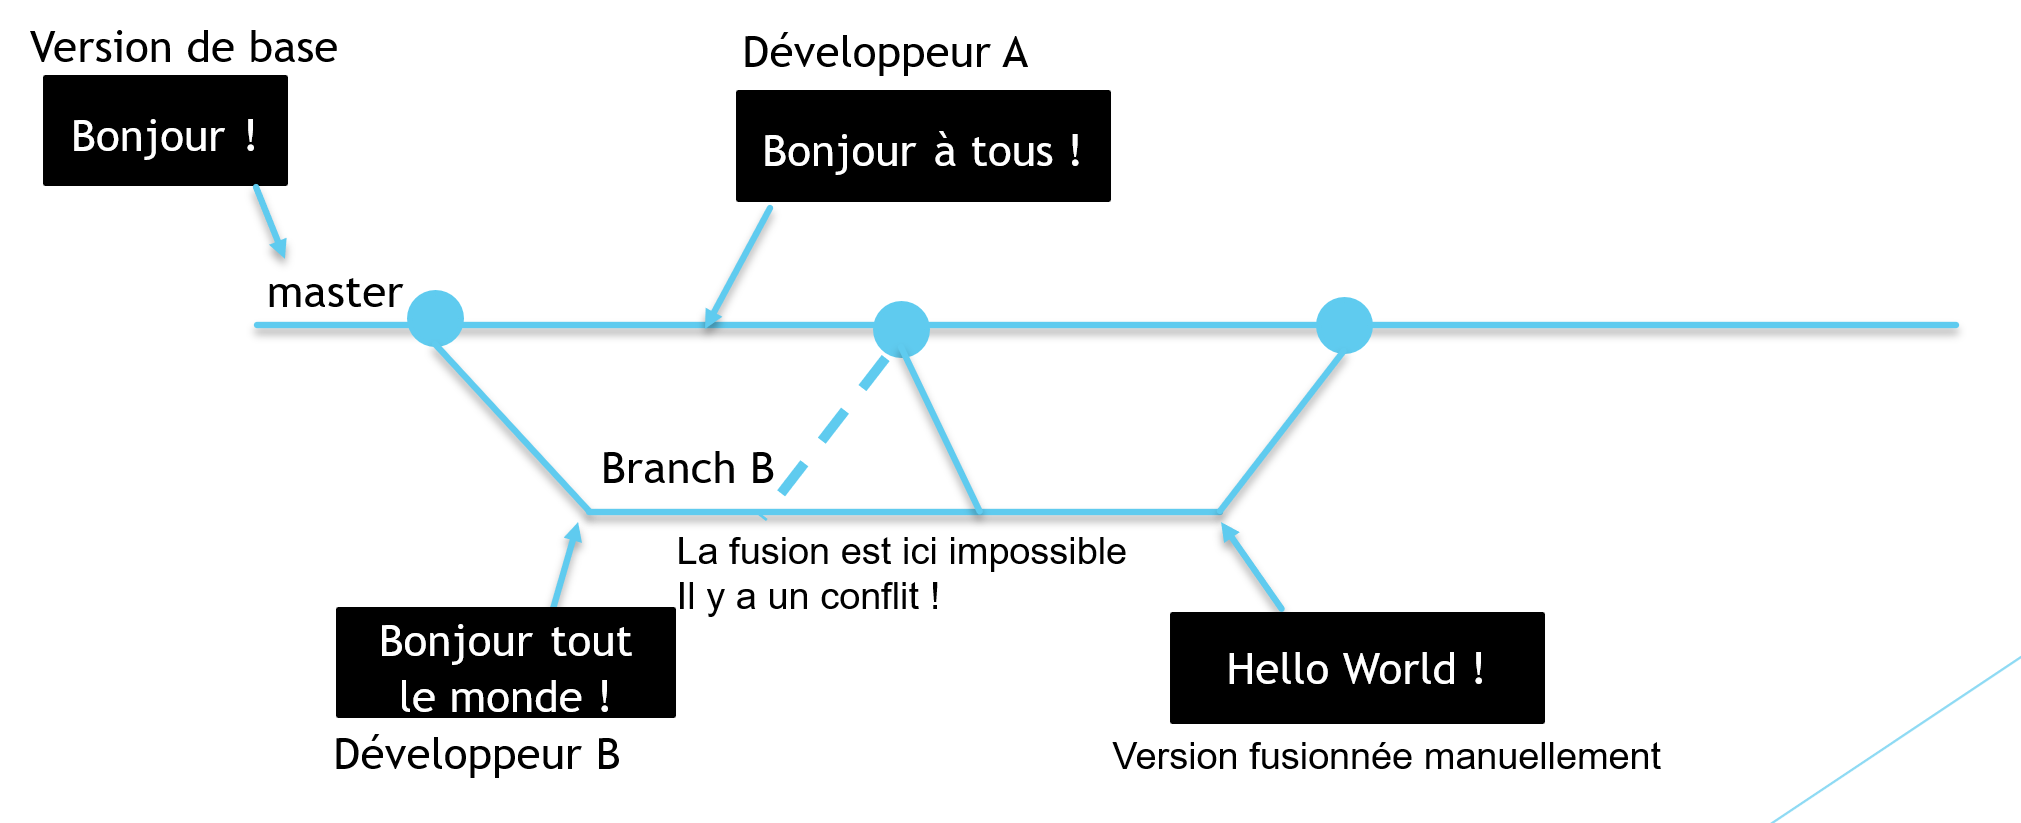 Version de base
Bonjour !
Développeur A
Bonjour à tous !
master
Branch B
La fusion est ici impossible
Il y a un conflit !
Bonjour tout
le monde !
Développeur B
Hello World !
Version fusionnée manuellement